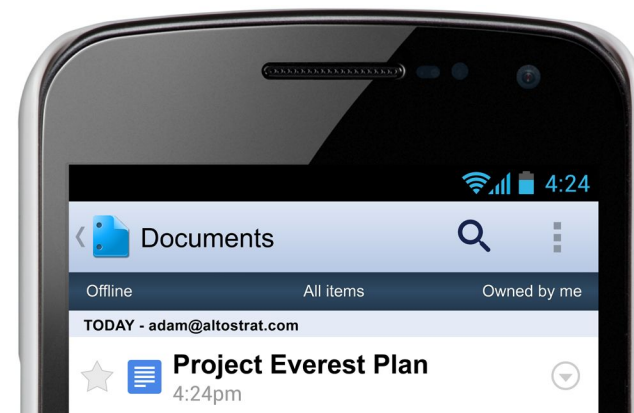 4:24
Documents
Offline All items Owned by me
TODAY - adam@altostrat.com
Project Everest Plan
4:24pm